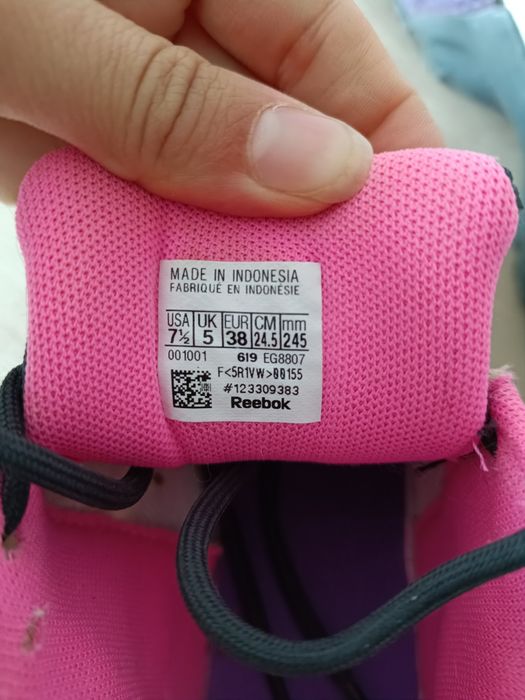 MADE IN INDONESIA
FABRIQUÉ EN INDONÉSIE
USA UK EUR CM mm
7½ 5 38 24.5 245
001001 619 EG8807
F<5R1VW>00155
#123309383
Reebok